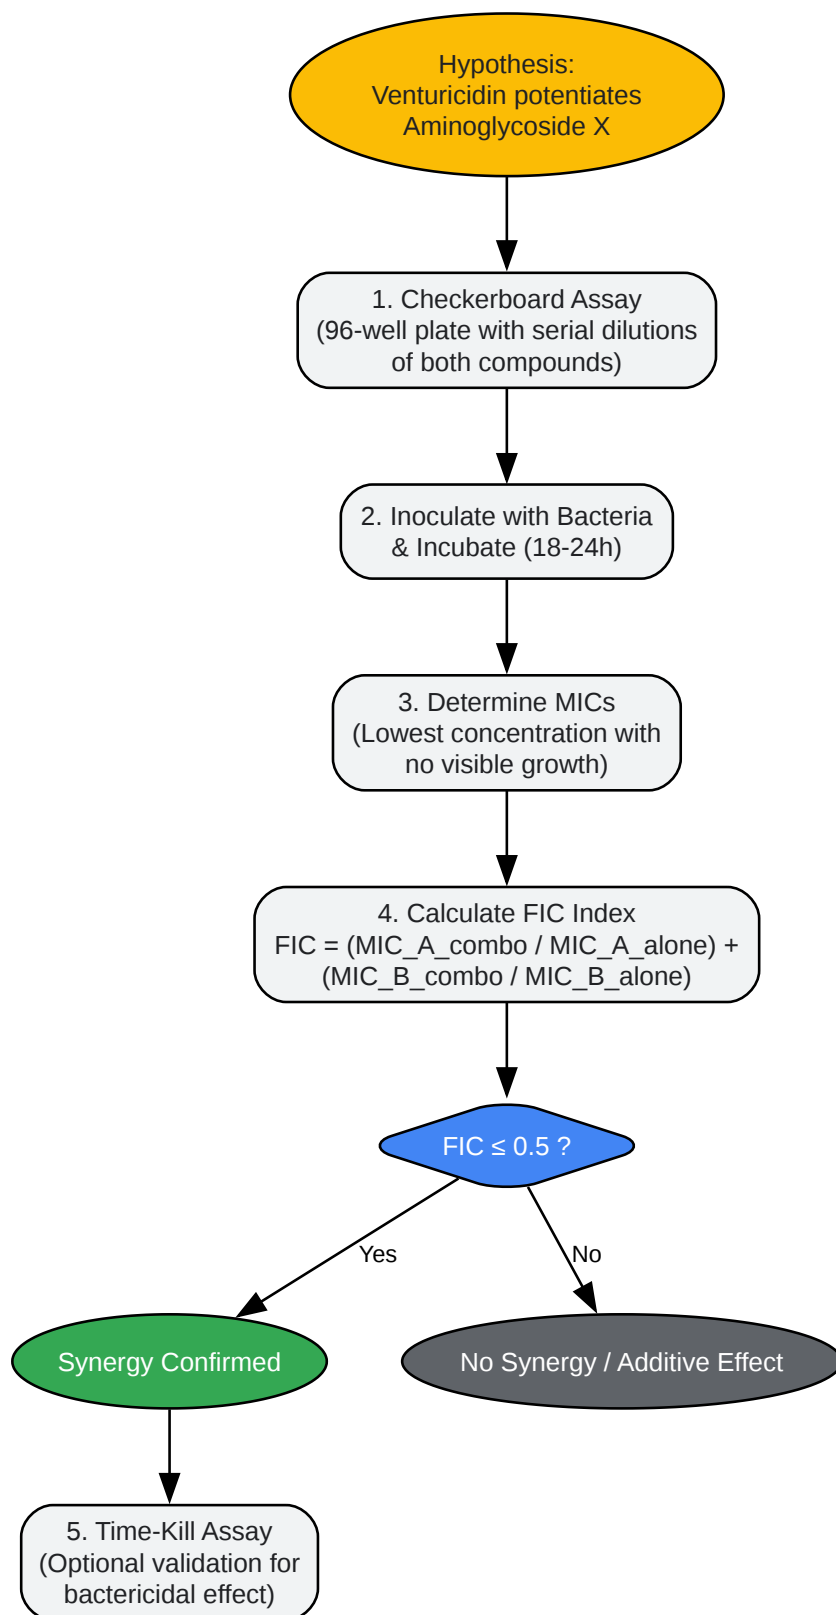 Hypothesis:
Venturicidin potentiates
Aminoglycoside X
1. Checkerboard Assay
(96-well plate with serial dilutions
of both compounds)
2. Inoculate with Bacteria
& Incubate (18-24h)
3. Determine MICs
(Lowest concentration with
no visible growth)
4. Calculate FIC Index
FIC = (MIC_A_combo / MIC_A_alone) +
(MIC_B_combo / MIC_B_alone)
FIC ≤ 0.5 ?
Yes
No
Synergy Confirmed
No Synergy / Additive Effect
5. Time-Kill Assay
(Optional validation for
bactericidal effect)